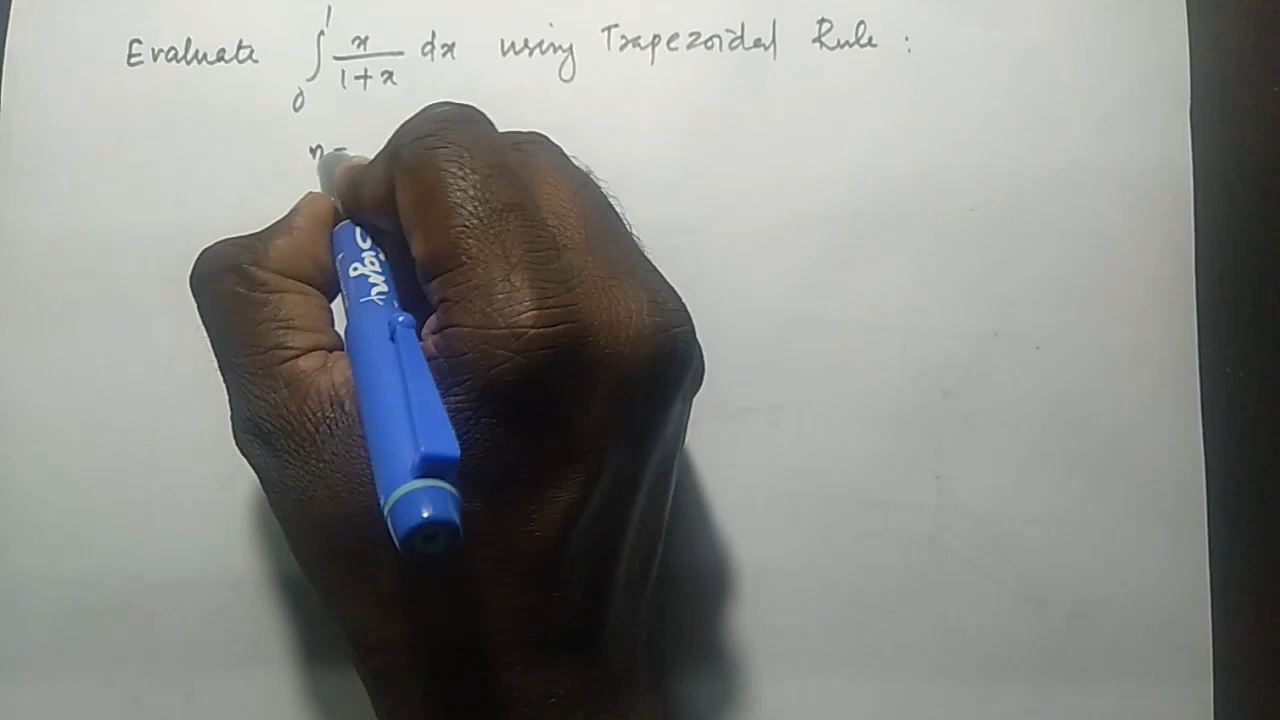 Evaluate ∫₀¹ x/(1+x) dx using Trapezoidal Rule :
n=